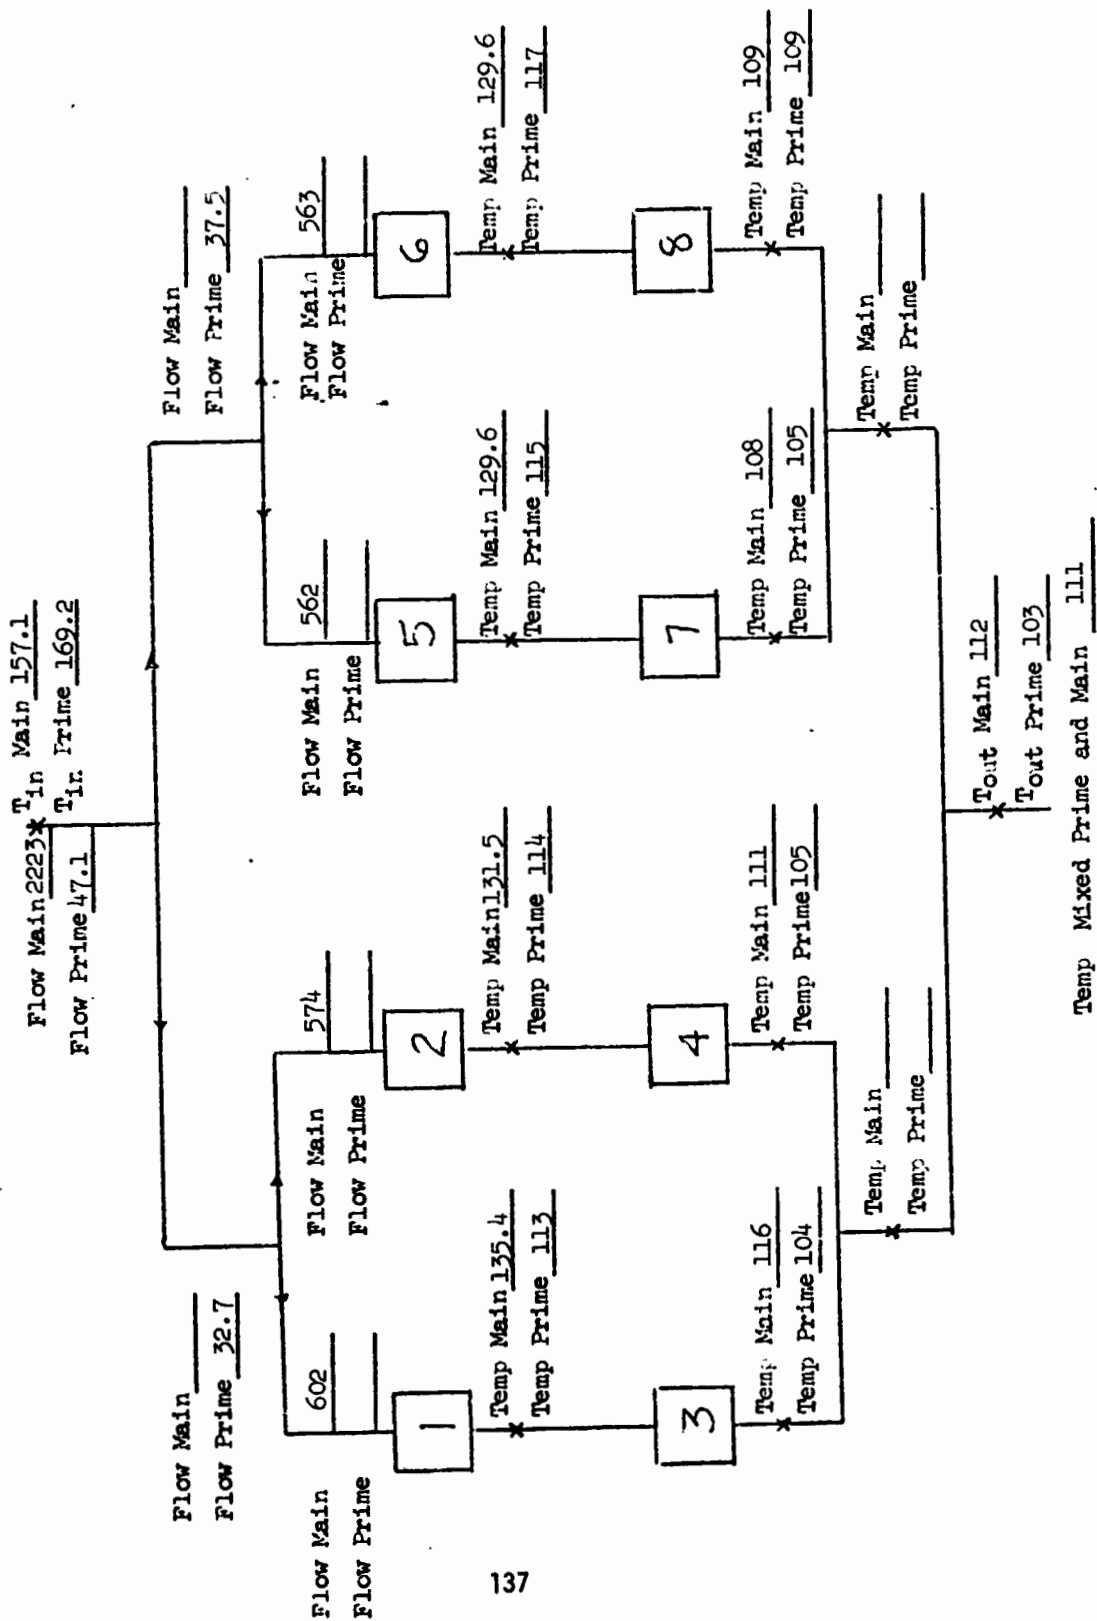 Flow Main 2223 Tin Main 157.1
Flow Prime 47.1 Tin Prime 169.2
Flow Main
Flow Prime 32.7
Flow Main
Flow Prime 37.5
Flow Main 602
Flow Prime
Flow Main 574
Flow Prime
Flow Main 562
Flow Prime
Flow Main 563
Flow Prime
1
2
5
6
Temp Main 135.4
Temp Prime 113
Temp Main 131.5
Temp Prime 114
Temp Main 129.6
Temp Prime 115
Temp Main 129.6
Temp Prime 117
3
4
7
8
Temp Main 116
Temp Prime 104
Temp Main 111
Temp Prime 105
Temp Main 108
Temp Prime 105
Temp Main 109
Temp Prime 109
Temp Main
Temp Prime
Temp Main
Temp Prime
Tout Main 112
Tout Prime 103
Temp Mixed Prime and Main 111
137